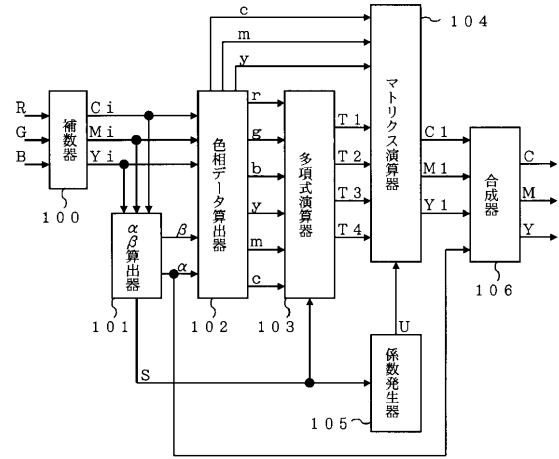 c
m
y
104
R
G
B
補数器
100
Ci
Mi
Yi
αβ算出器
101
β
α
S
色相データ算出器
102
r
g
b
y
m
c
多項式演算器
103
T1
T2
T3
T4
マトリクス演算器
C1
M1
Y1
合成器
106
C
M
Y
U
係数発生器
105